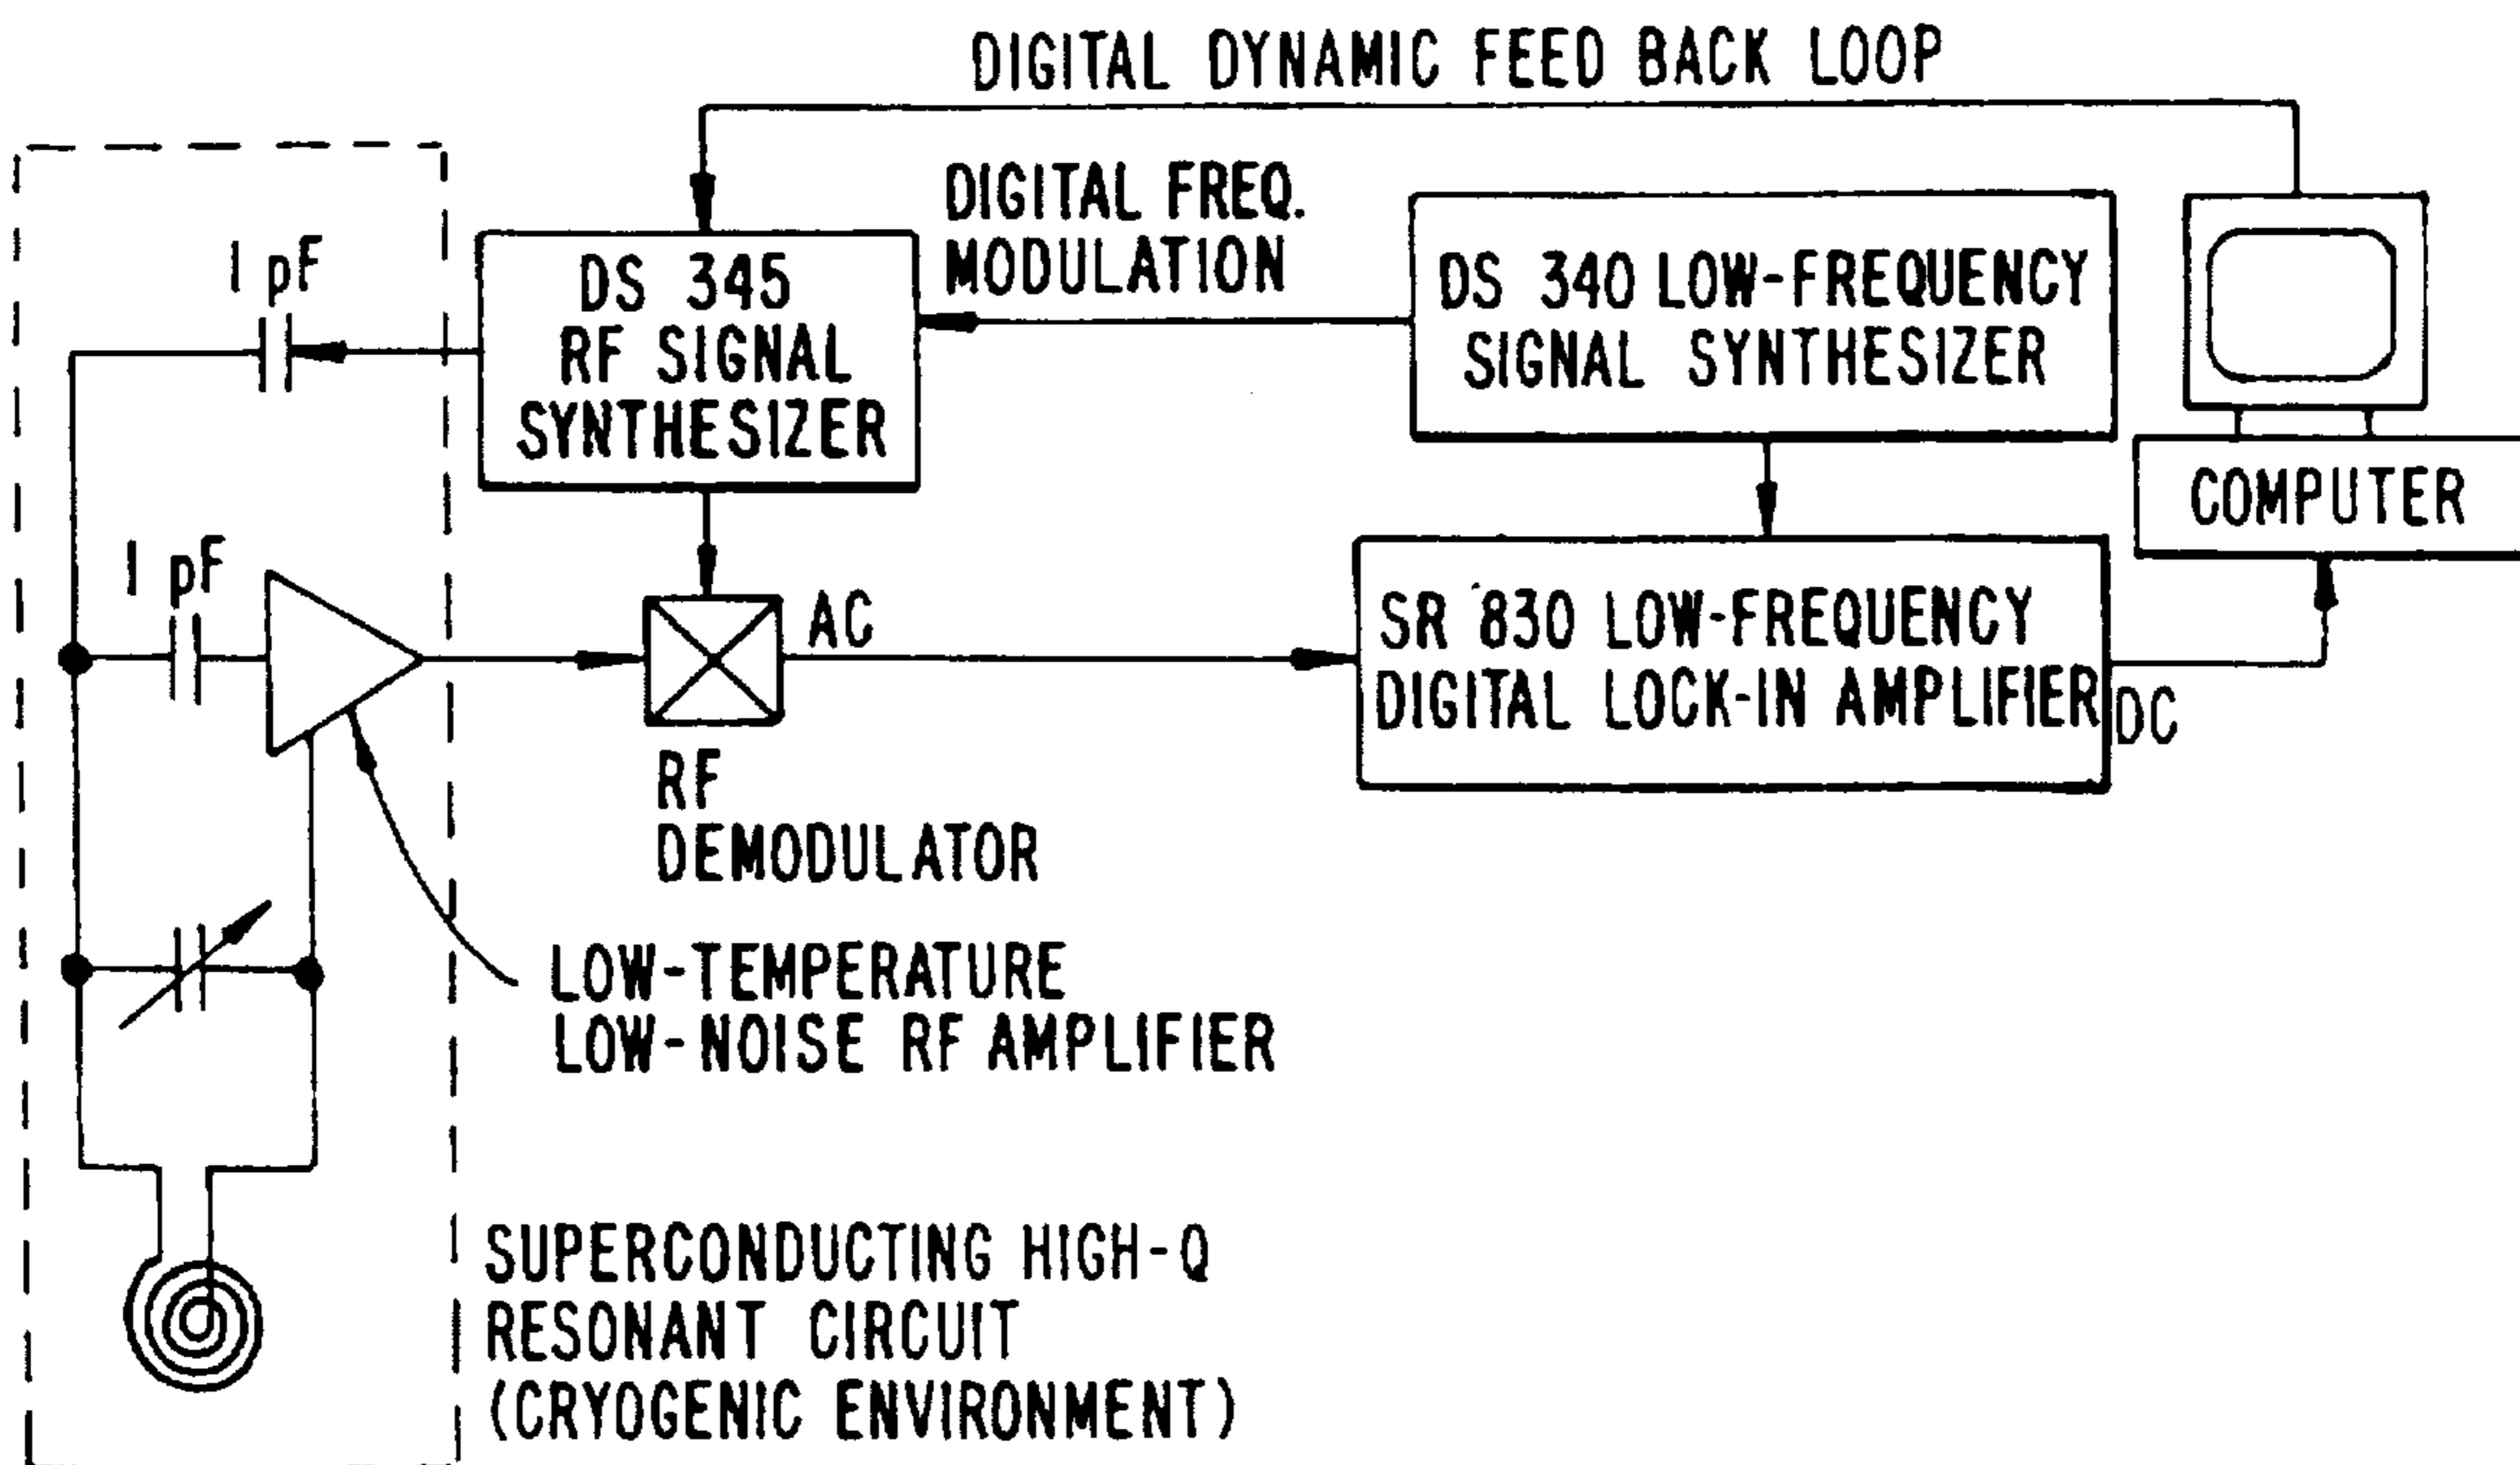 DIGITAL DYNAMIC FEED BACK LOOP
DIGITAL FREQ.
MODULATION
1 pF
DS 345
RF SIGNAL
SYNTHESIZER
DS 340 LOW-FREQUENCY
SIGNAL SYNTHESIZER
COMPUTER
1 pF
AC
SR 830 LOW-FREQUENCY
DIGITAL LOCK-IN AMPLIFIER
DC
RF
DEMODULATOR
LOW-TEMPERATURE
LOW-NOISE RF AMPLIFIER
SUPERCONDUCTING HIGH-Q
RESONANT CIRCUIT
(CRYOGENIC ENVIRONMENT)